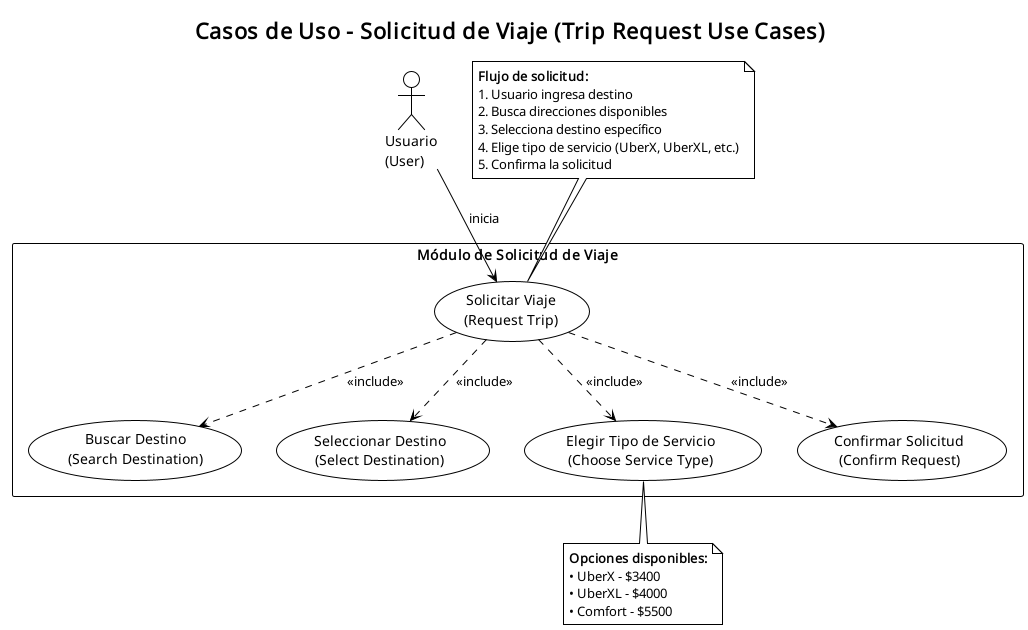 Casos de Uso - Solicitud de Viaje (Trip Request Use Cases)
Usuario
(User)
Flujo de solicitud:
1. Usuario ingresa destino
2. Busca direcciones disponibles
3. Selecciona destino específico
4. Elige tipo de servicio (UberX, UberXL, etc.)
5. Confirma la solicitud
inicia
Módulo de Solicitud de Viaje
Solicitar Viaje
(Request Trip)
«include»
«include»
«include»
«include»
Buscar Destino
(Search Destination)
Seleccionar Destino
(Select Destination)
Elegir Tipo de Servicio
(Choose Service Type)
Confirmar Solicitud
(Confirm Request)
Opciones disponibles:
• UberX - $3400
• UberXL - $4000
• Comfort - $5500